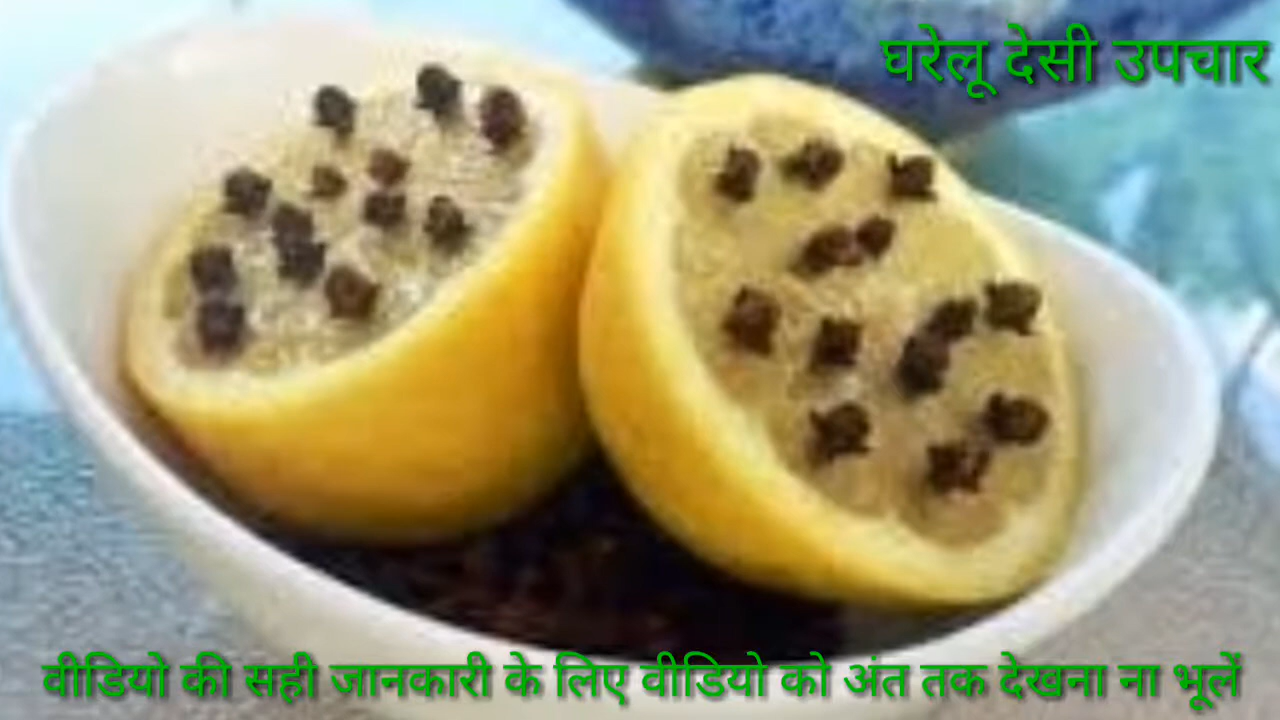 घरेलू देसी उपचार
वीडियो की सही जानकारी के लिए वीडियो को अंत तक देखना ना भूलें